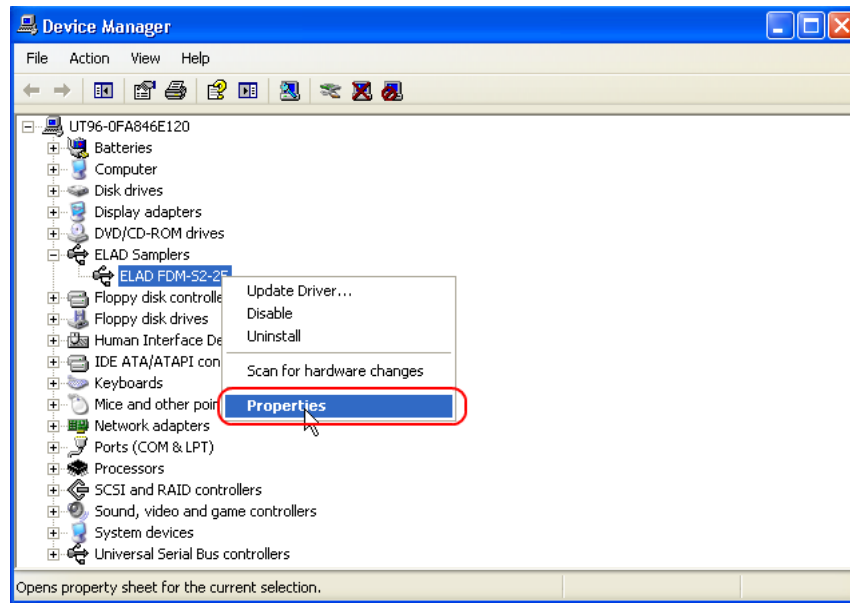 Device Manager
File Action View Help
UT96-0FA846E120
Batteries
Computer
Disk drives
Display adapters
DVD/CD-ROM drives
ELAD Samplers
ELAD FDM-S2-2E
Update Driver...
Floppy disk controlle
Disable
Floppy disk drives
Uninstall
Human Interface De
IDE ATA/ATAPI con
Scan for hardware changes
Keyboards
Mice and other poin
Properties
Network adapters
Ports (COM & LPT)
Processors
SCSI and RAID controllers
Sound, video and game controllers
System devices
Universal Serial Bus controllers
Opens property sheet for the current selection.